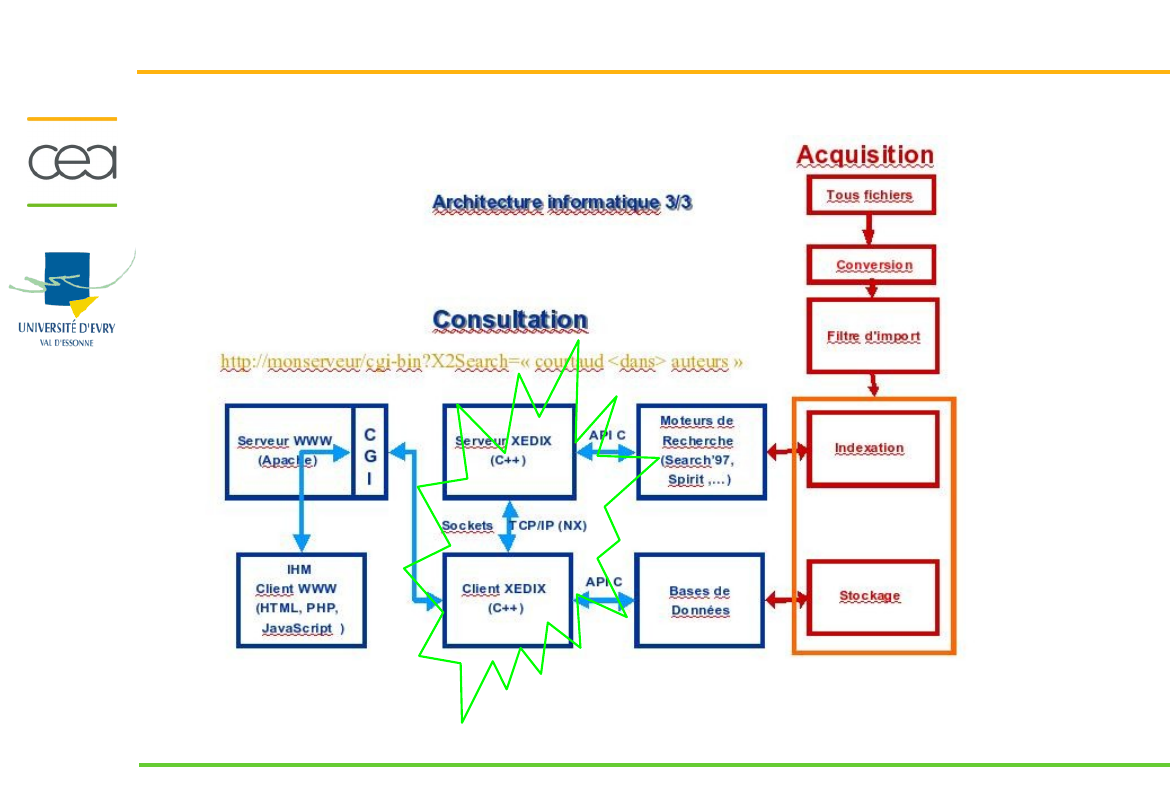 cea
UNIVERSITÉ D'EVRY
VAL D'ESSONNE
Architecture informatique 3/3
Consultation
http://monserveur/cgi-bin?X2Search=« courtaud <dans> auteurs »
Serveur WWW
(Apache)
C
G
I
IHM
Client WWW
(HTML, PHP,
JavaScript )
Serveur XEDIX
(C++)
Sockets TCP/IP (NX)
Client XEDIX
(C++)
API C
API C
Moteurs de
Recherche
(Search'97,
Spirit ,...)
Bases de
Données
Acquisition
Tous fichiers
Conversion
Filtre d'import
Indexation
Stockage